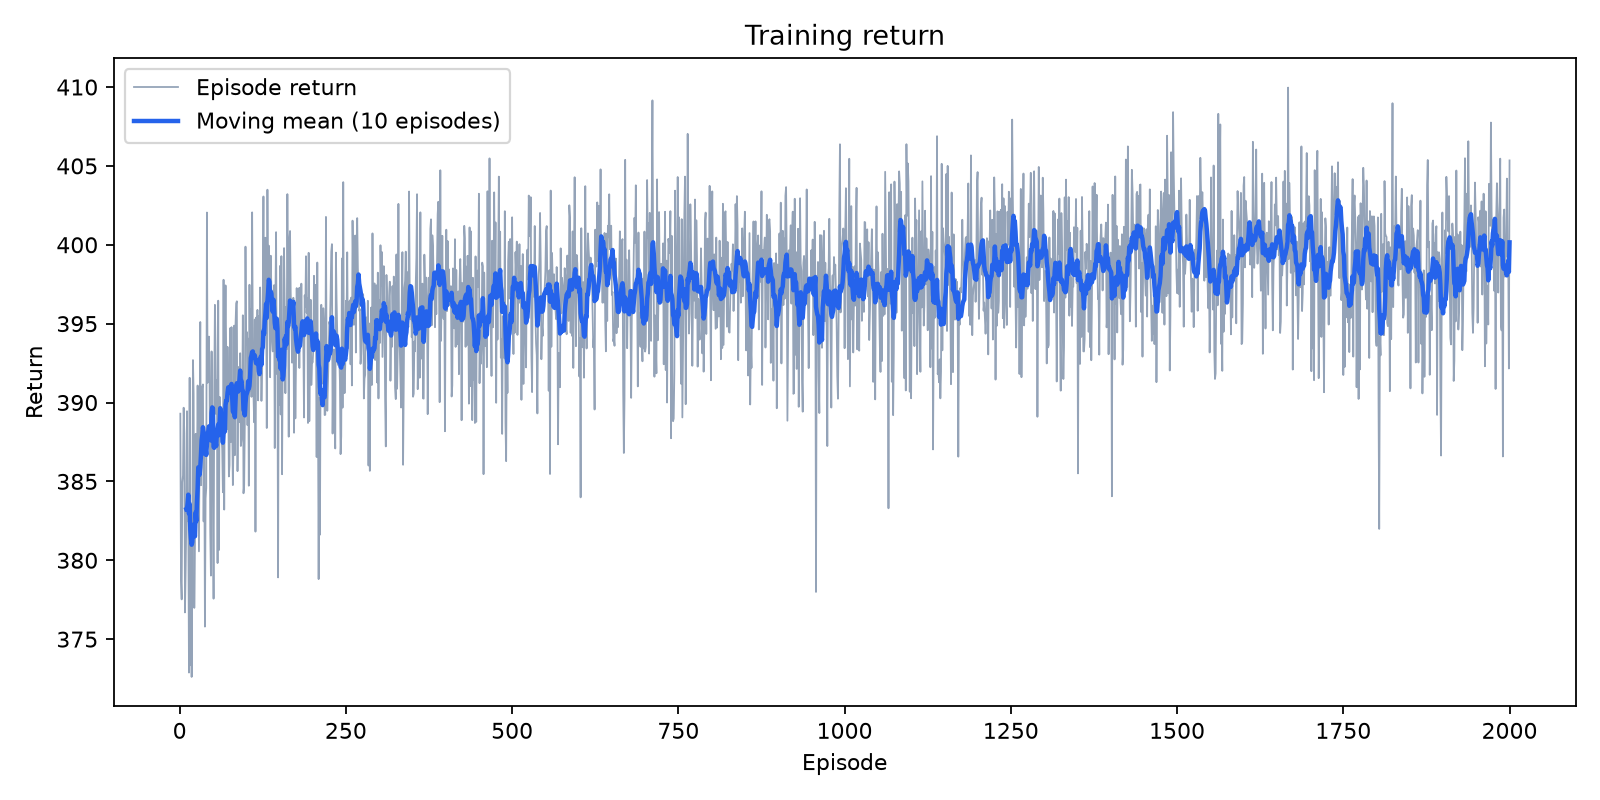 Training return
Episode return
Moving mean (10 episodes)
410
405
400
395
390
385
380
375
Return
0 250 500 750 1000 1250 1500 1750 2000
Episode